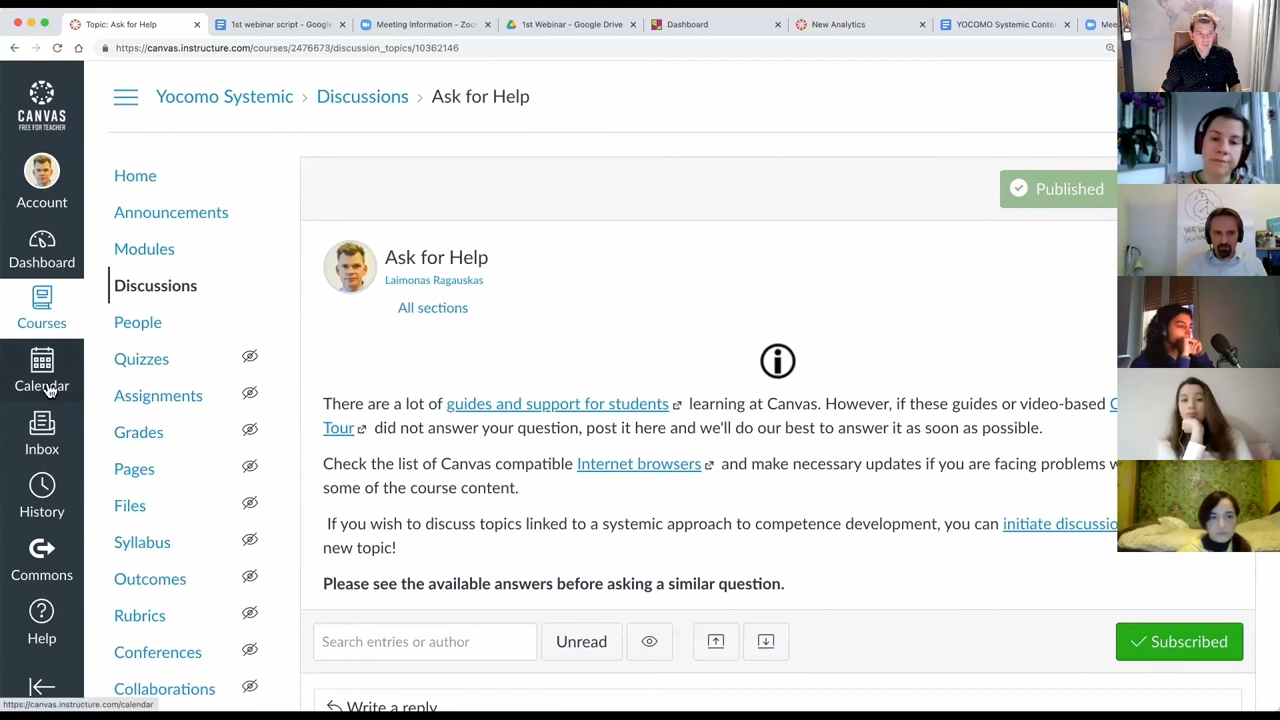 Topic: Ask for Help
1st webinar script - Google
Meeting Information - Zoo
1st Webinar - Google Drive
Dashboard
New Analytics
YOCOMO Systemic Conte
Mee
https://canvas.instructure.com/courses/2476673/discussion_topics/10362146
CANVAS
FREE FOR TEACHER
Account
Dashboard
Courses
Calendar
Inbox
History
Commons
Help
Yocomo Systemic › Discussions › Ask for Help
Home
Announcements
Modules
Discussions
People
Quizzes
Assignments
Grades
Pages
Files
Syllabus
Outcomes
Rubrics
Conferences
Collaborations
Published
Ask for Help
Laimonas Ragauskas
All sections
There are a lot of guides and support for students learning at Canvas. However, if these guides or video-based C
Tour did not answer your question, post it here and we'll do our best to answer it as soon as possible.
Check the list of Canvas compatible Internet browsers and make necessary updates if you are facing problems w
some of the course content.
If you wish to discuss topics linked to a systemic approach to competence development, you can initiate discussio
new topic!
Please see the available answers before asking a similar question.
Search entries or author
Unread
Subscribed
Write a reply
https://canvas.instructure.com/calendar